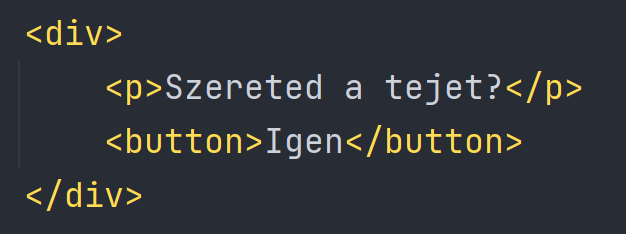 <div>
<p>Szereted a tejet?</p>
<button>Igen</button>
</div>